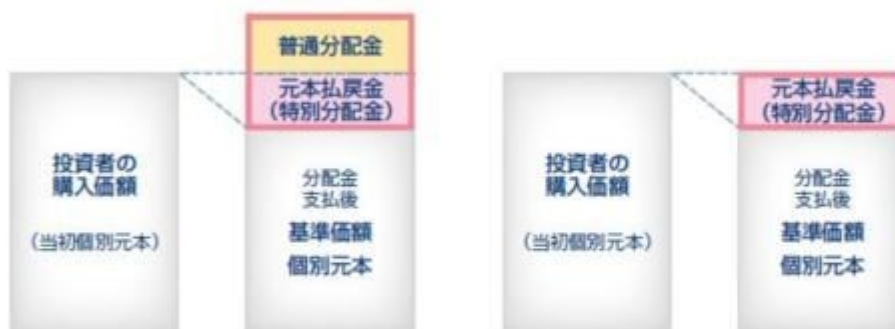 普通分配金
元本払戻金
(特別分配金)
投資者の
購入価額
(当初個別元本)
分配金
支払後
基準価額
個別元本
元本払戻金
(特別分配金)
投資者の
購入価額
(当初個別元本)
分配金
支払後
基準価額
個別元本